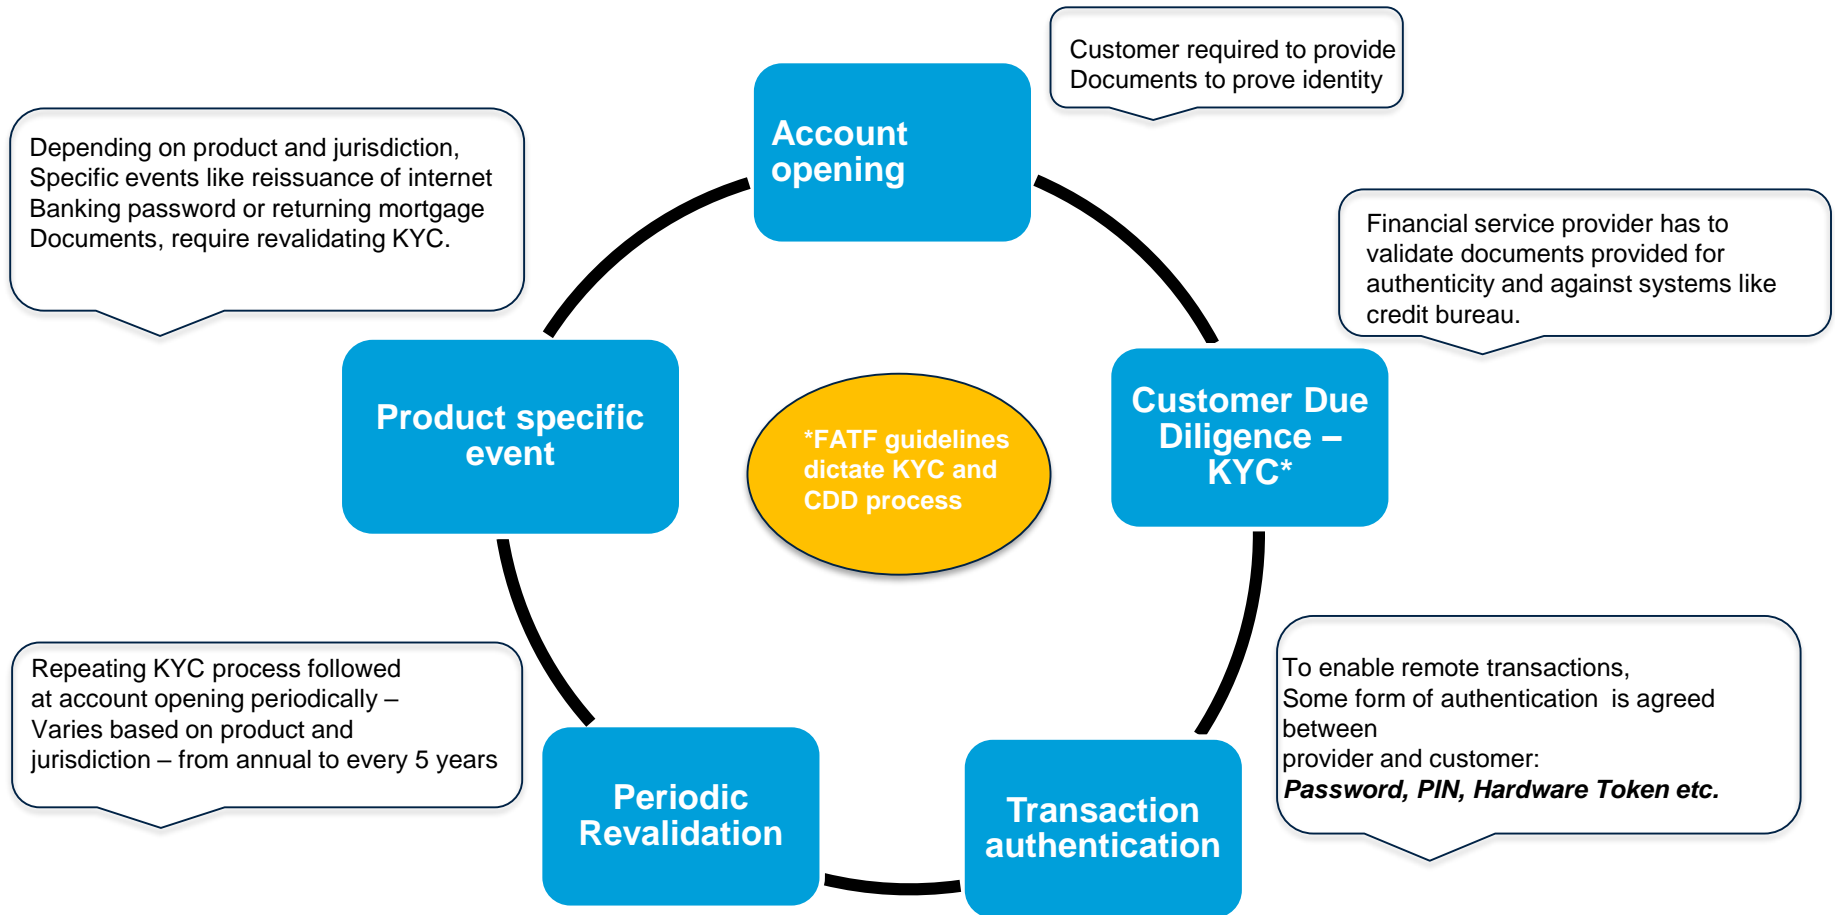 Customer required to provide
Documents to prove identity
Account
opening
Depending on product and jurisdiction,
Specific events like reissuance of internet
Banking password or returning mortgage
Documents, require revalidating KYC.
Financial service provider has to
validate documents provided for
authenticity and against systems like
credit bureau.
Product specific
event
*FATF guidelines
dictate KYC and
CDD process
Customer Due
Diligence –
KYC*
Repeating KYC process followed
at account opening periodically –
Varies based on product and
jurisdiction – from annual to every 5 years
To enable remote transactions,
Some form of authentication  is agreed
between
provider and customer:
Password, PIN, Hardware Token etc.
Periodic
Revalidation
Transaction
authentication